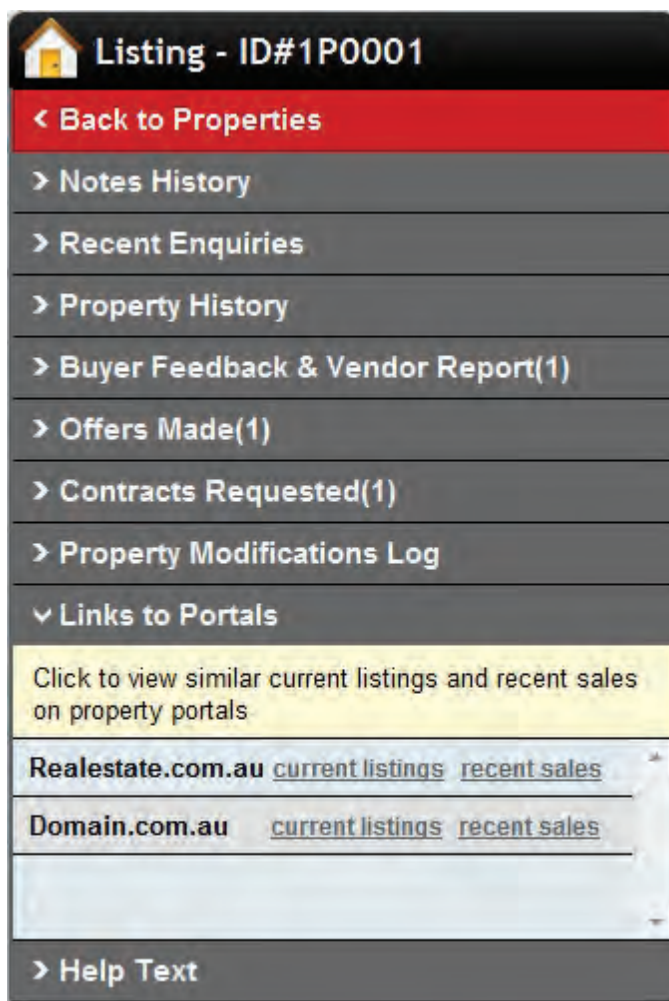 Listing - ID#1P0001
< Back to Properties
> Notes History
> Recent Enquiries
> Property History
> Buyer Feedback & Vendor Report(1)
> Offers Made(1)
> Contracts Requested(1)
> Property Modifications Log
Links to Portals
Click to view similar current listings and recent sales
on property portals
Realestate.com.au current listings recent sales
Domain.com.au current listings recent sales
> Help Text